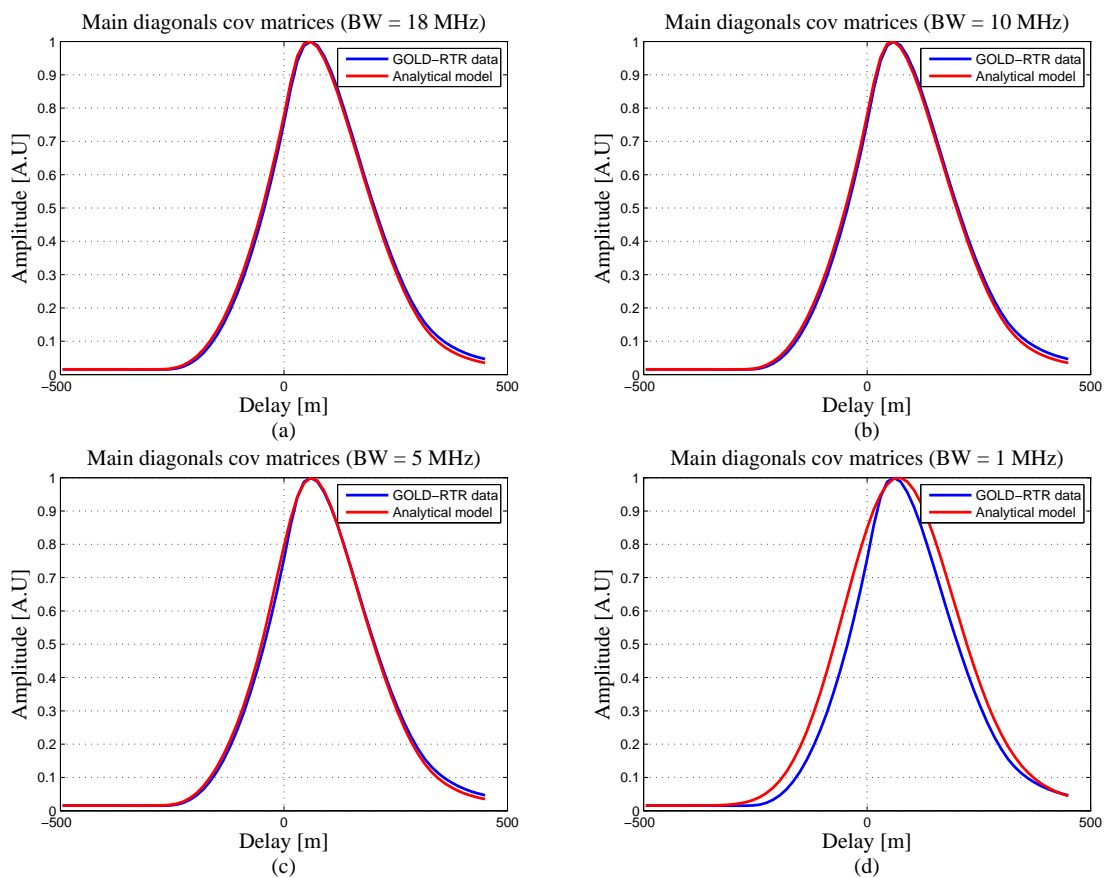 Main diagonals cov matrices (BW = 18 MHz)
1
0.9
0.8
0.7
0.6
0.5
0.4
0.3
0.2
0.1
0
Amplitude [A.U]
GOLD−RTR data
Analytical model
−500
0
500
Delay [m]
(a)
Main diagonals cov matrices (BW = 10 MHz)
1
0.9
0.8
0.7
0.6
0.5
0.4
0.3
0.2
0.1
0
Amplitude [A.U]
GOLD−RTR data
Analytical model
−500
0
500
Delay [m]
(b)
Main diagonals cov matrices (BW = 5 MHz)
1
0.9
0.8
0.7
0.6
0.5
0.4
0.3
0.2
0.1
0
Amplitude [A.U]
GOLD−RTR data
Analytical model
−500
0
500
Delay [m]
(c)
Main diagonals cov matrices (BW = 1 MHz)
1
0.9
0.8
0.7
0.6
0.5
0.4
0.3
0.2
0.1
0
Amplitude [A.U]
GOLD−RTR data
Analytical model
−500
0
500
Delay [m]
(d)